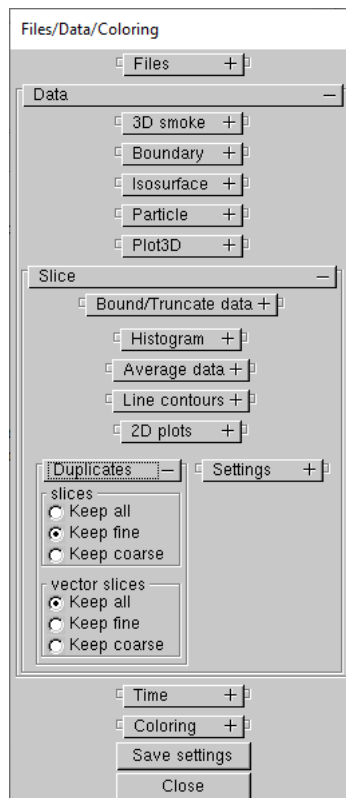 Files/Data/Coloring
Files +
Data −
3D smoke +
Boundary +
Isosurface +
Particle +
Plot3D +
Slice −
Bound/Truncate data +
Histogram +
Average data +
Line contours +
2D plots +
Duplicates −
Settings +
slices
Keep all
Keep fine
Keep coarse
vector slices
Keep all
Keep fine
Keep coarse
Time +
Coloring +
Save settings
Close